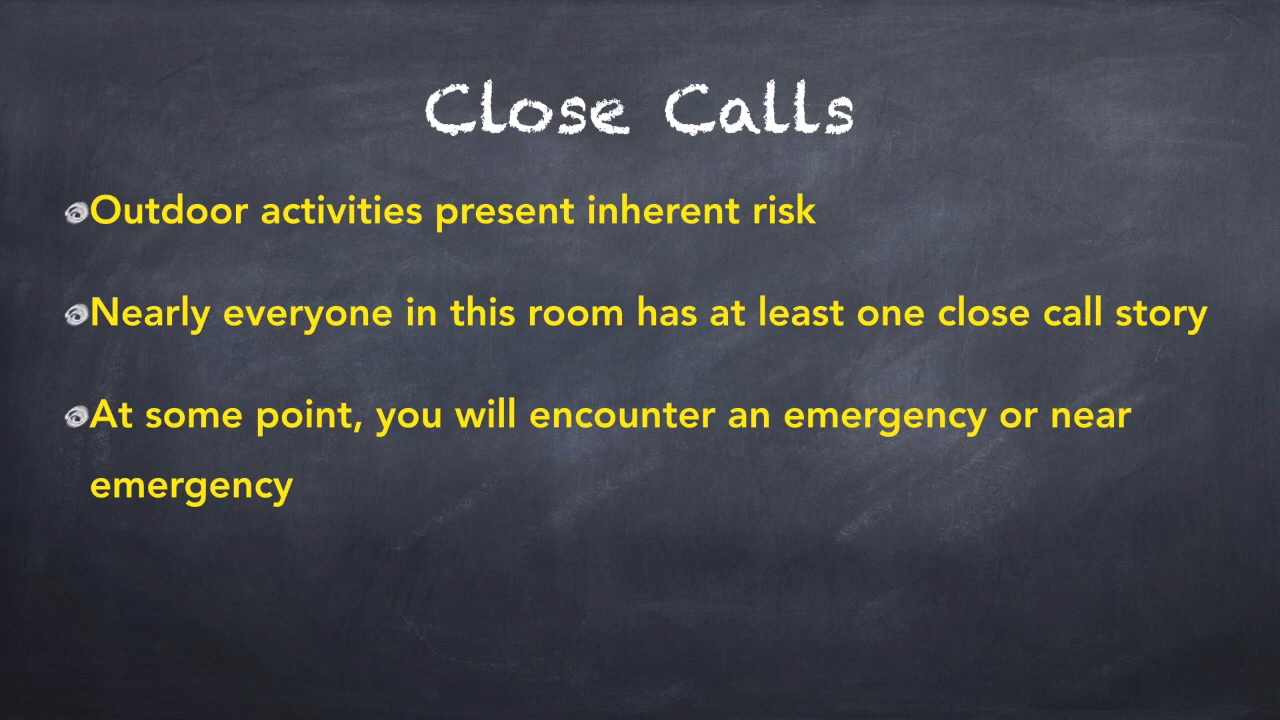 Close Calls
Outdoor activities present inherent risk
Nearly everyone in this room has at least one close call story
At some point, you will encounter an emergency or near
emergency